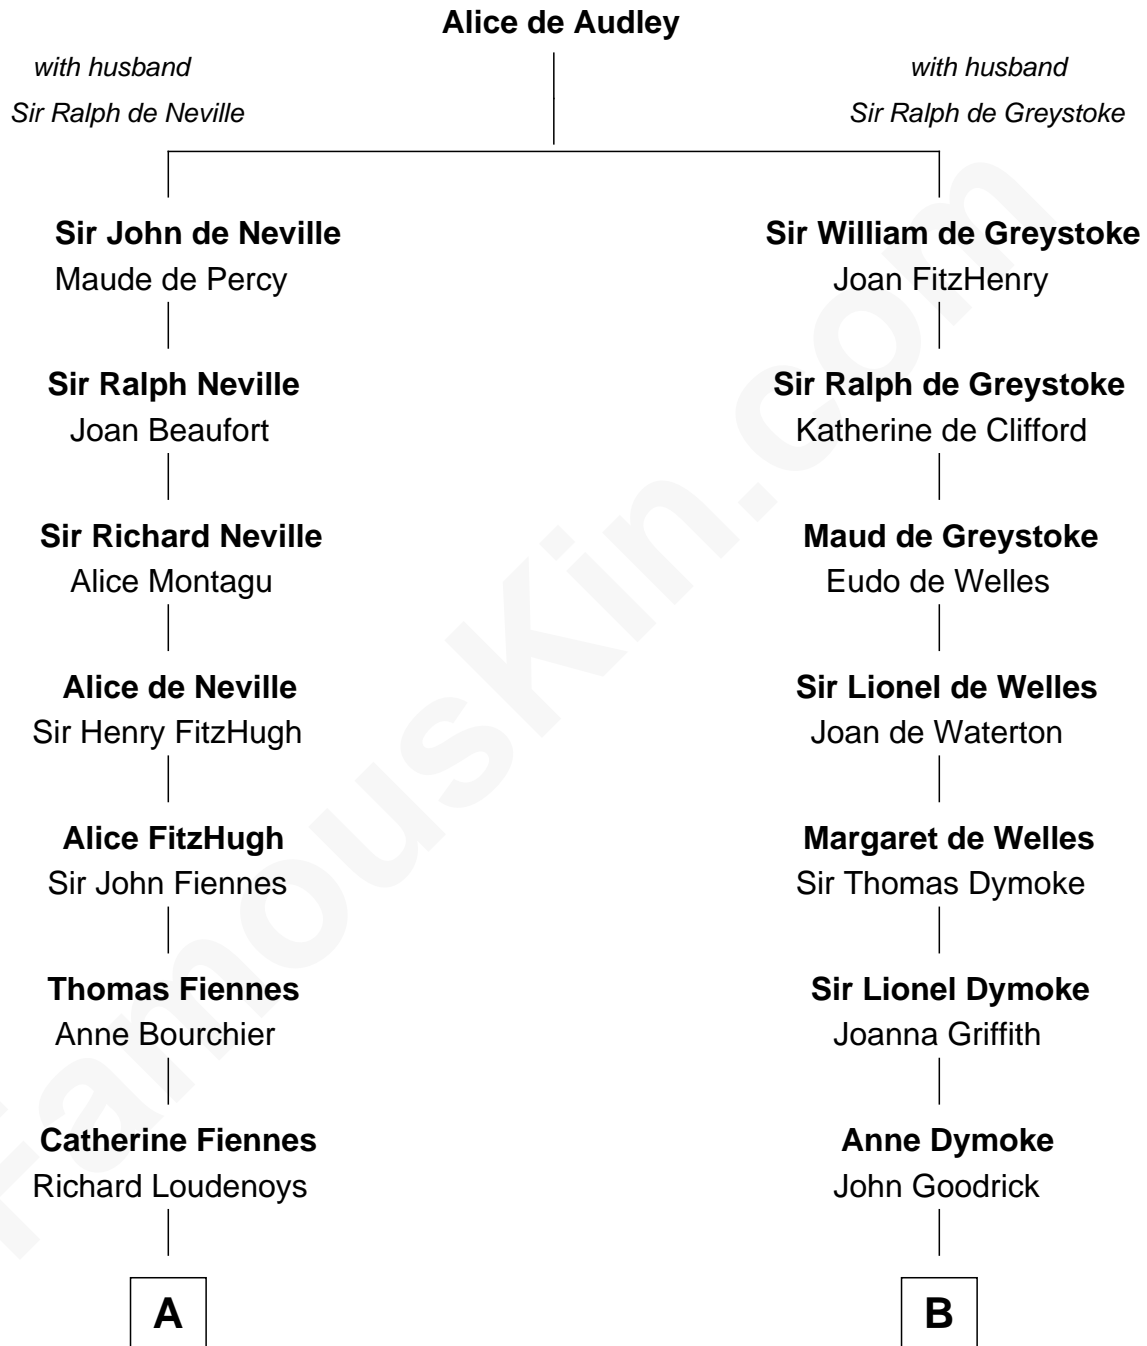 Alice de Audley
with husband
Sir Ralph de Neville
with husband
Sir Ralph de Greystoke
Sir John de Neville
Maude de Percy
Sir William de Greystoke
Joan FitzHenry
Sir Ralph Neville
Joan Beaufort
Sir Ralph de Greystoke
Katherine de Clifford
Sir Richard Neville
Alice Montagu
Maud de Greystoke
Eudo de Welles
Alice de Neville
Sir Henry FitzHugh
Sir Lionel de Welles
Joan de Waterton
Alice FitzHugh
Sir John Fiennes
Margaret de Welles
Sir Thomas Dymoke
Thomas Fiennes
Anne Bourchier
Sir Lionel Dymoke
Joanna Griffith
Catherine Fiennes
Richard Loudenoys
Anne Dymoke
John Goodrick
A
B
FamousKin.com